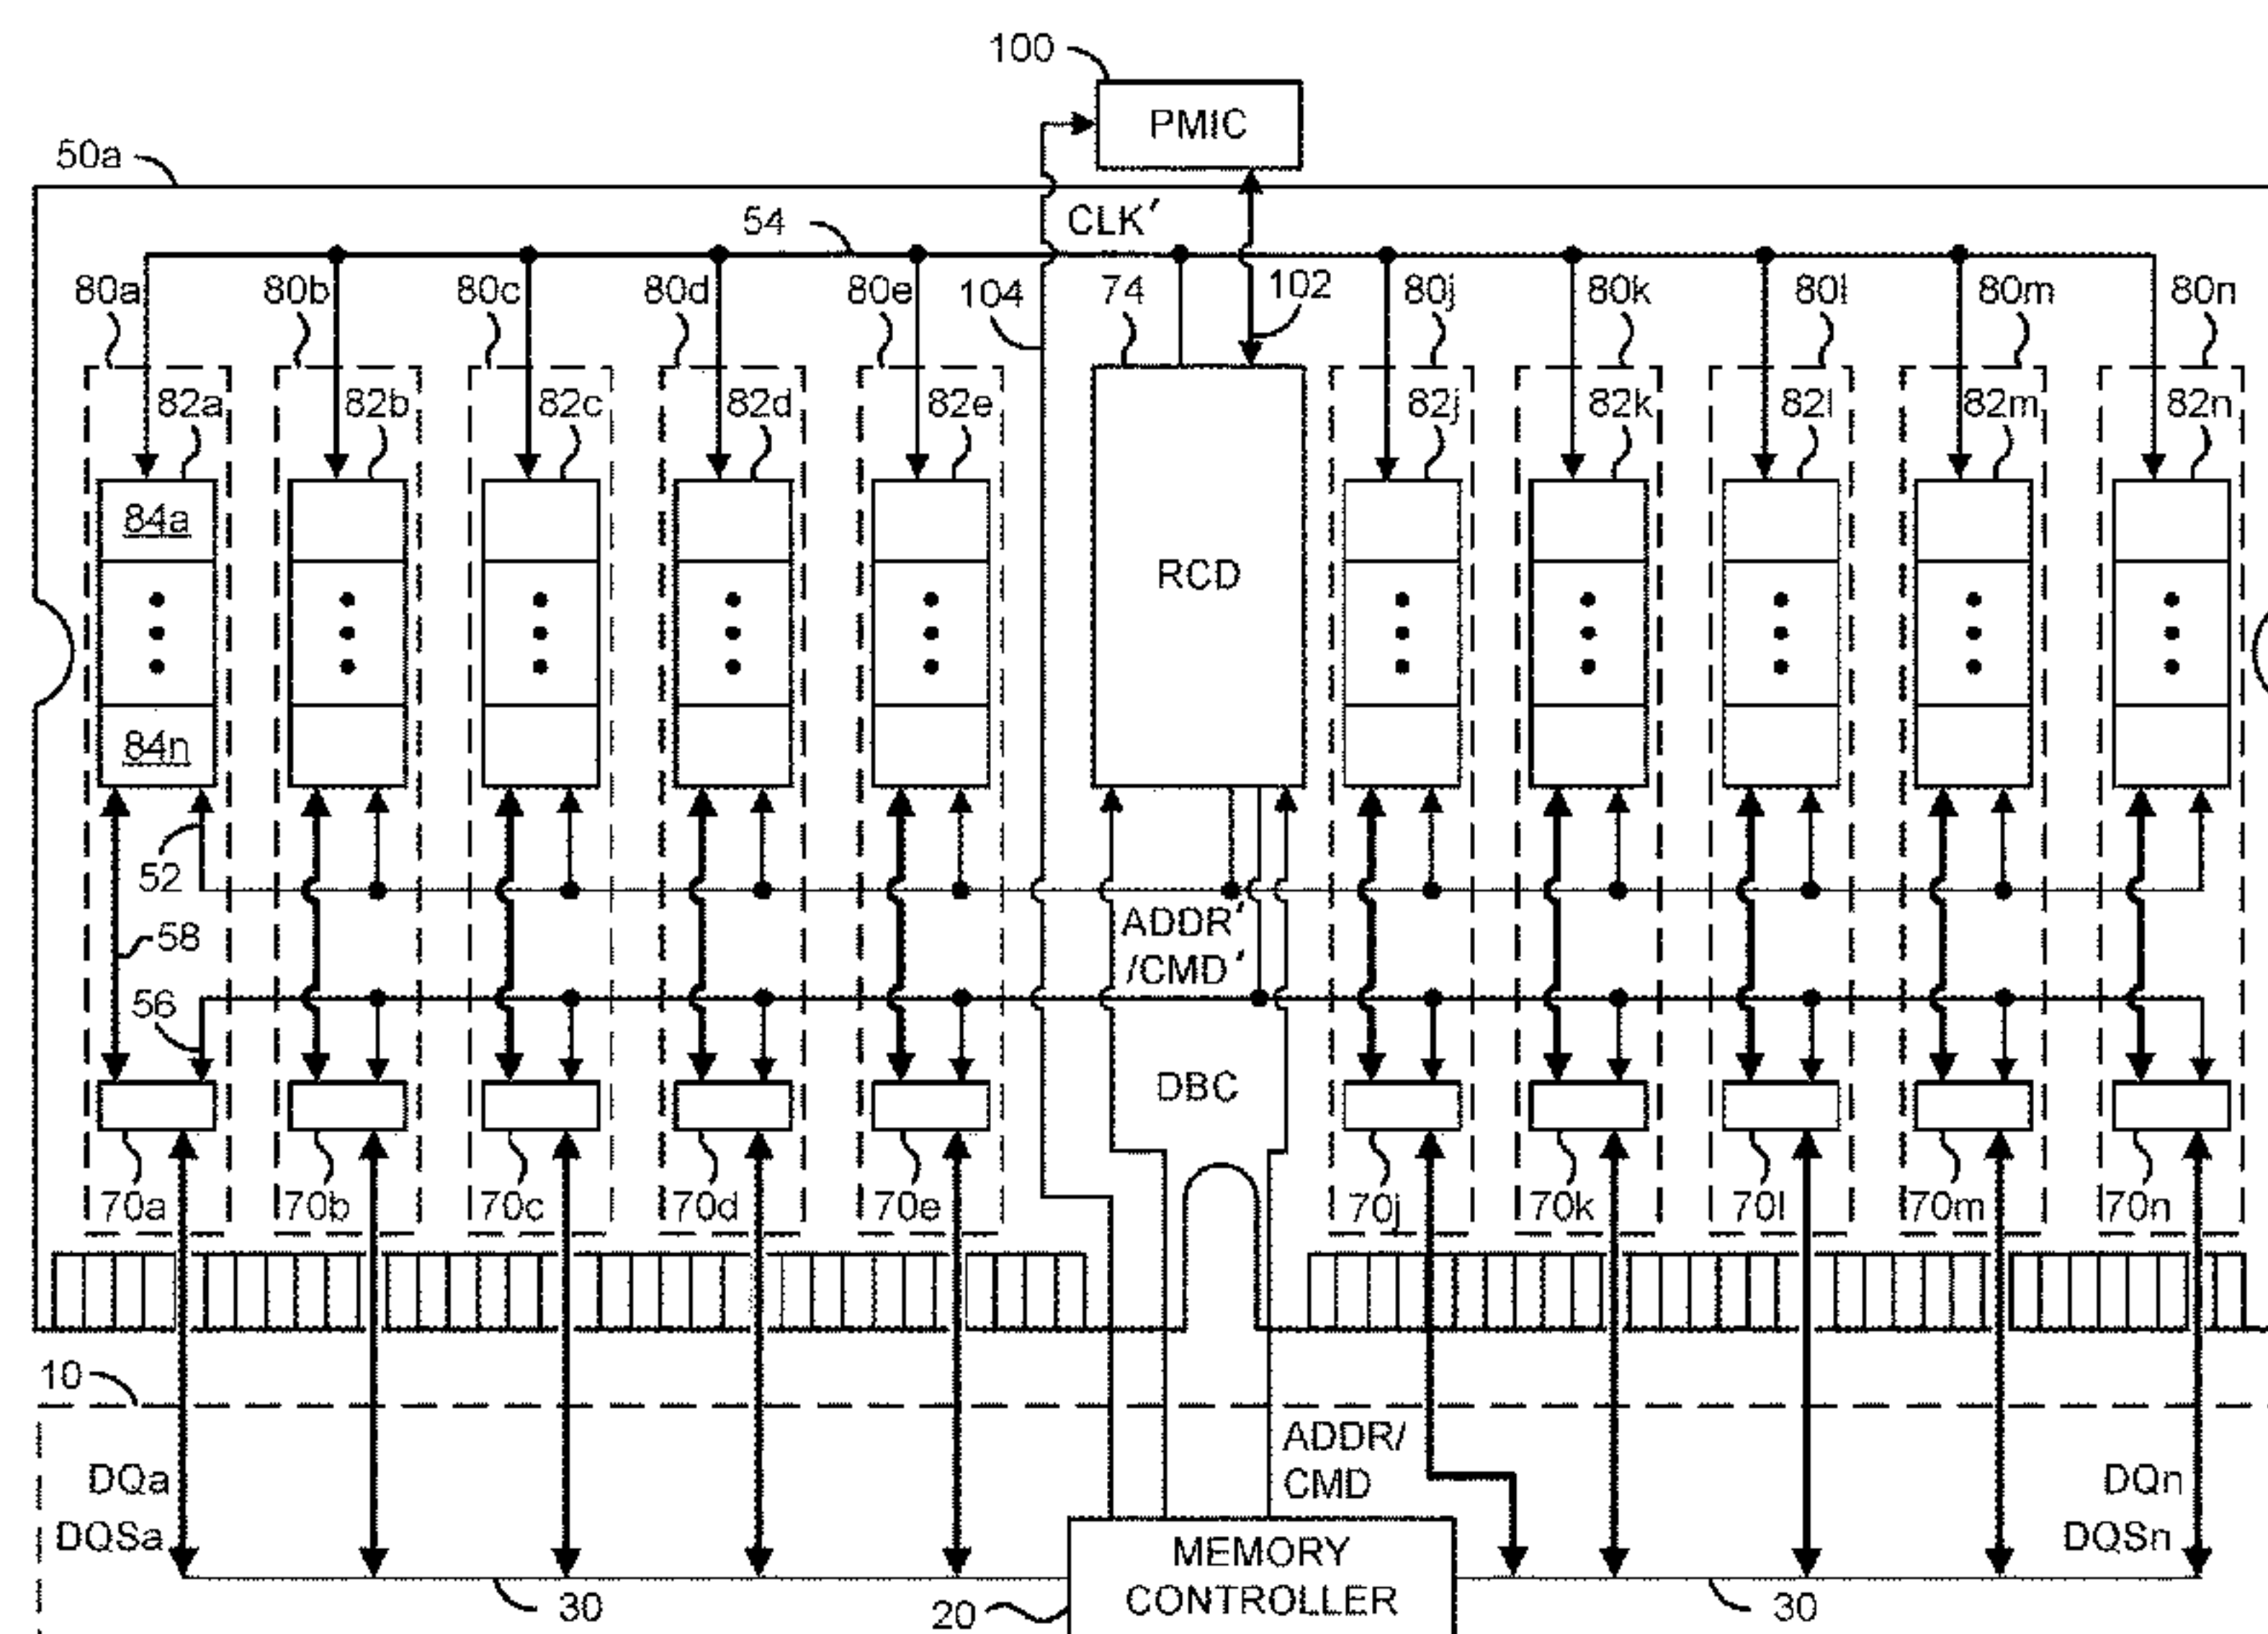 100
PMIC
50a
54
CLK'
80a
80b
80c
80d
80e
104
74
102
80j
80k
80l
80m
80n
82a
82b
82c
82d
82e
82j
82k
82l
82m
82n
84a
RCD
84n
52
58
ADDR'
/CMD'
56
DBC
70a
70b
70c
70d
70e
70j
70k
70l
70m
70n
10
ADDR/
CMD
DQa
DQSa
DQn
DQSn
MEMORY
CONTROLLER
30
20
30